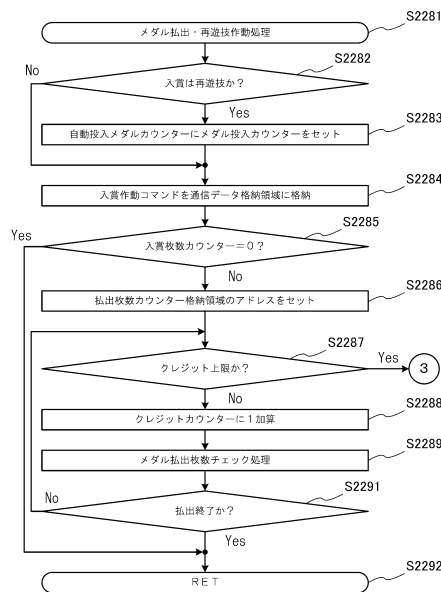 メダル払出・再遊技作動処理
S2281
S2282
No
入賞は再遊技か?
Yes
S2283
自動投入メダルカウンターにメダル投入カウンターをセット
S2284
入賞作動コマンドを通信データ格納領域に格納
S2285
Yes
入賞枚数カウンター=0?
No
S2286
払出枚数カウンター格納領域のアドレスをセット
S2287
クレジット上限か?
Yes
3
No
S2288
クレジットカウンターに1加算
S2289
メダル払出枚数チェック処理
S2291
No
払出終了か?
Yes
S2292
RET